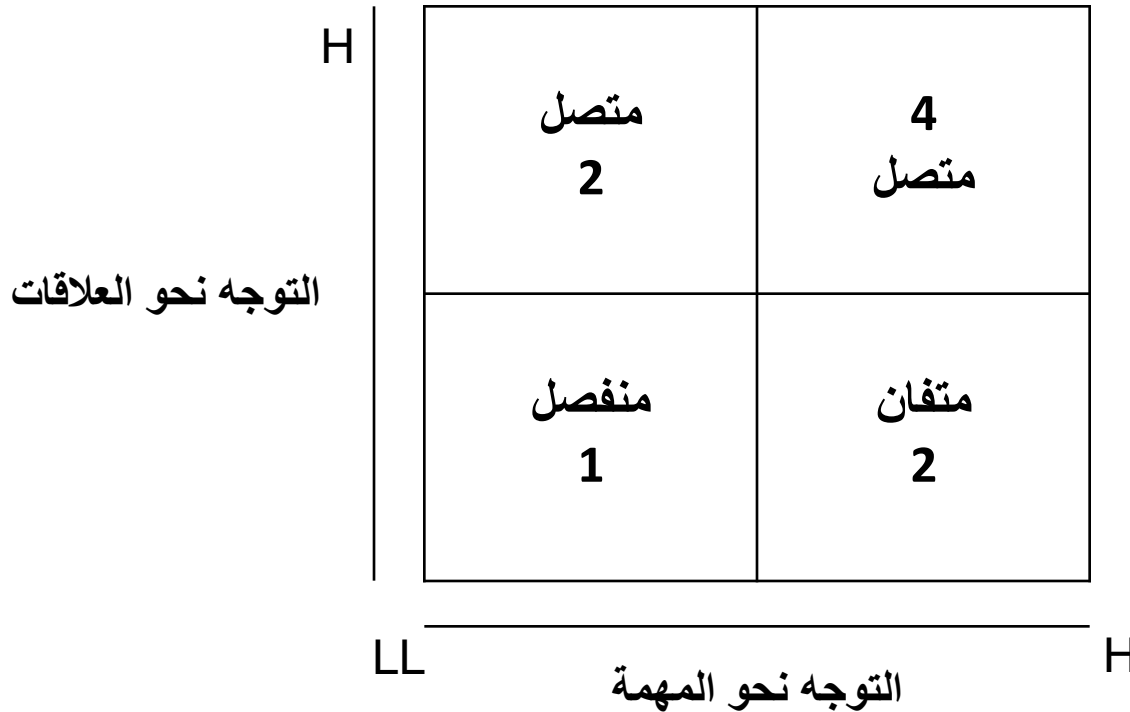 H
متصل
2
4
متصل
التوجه نحو العلاقات
منفصل
1
متفان
2
LL
H
التوجه نحو المهمة